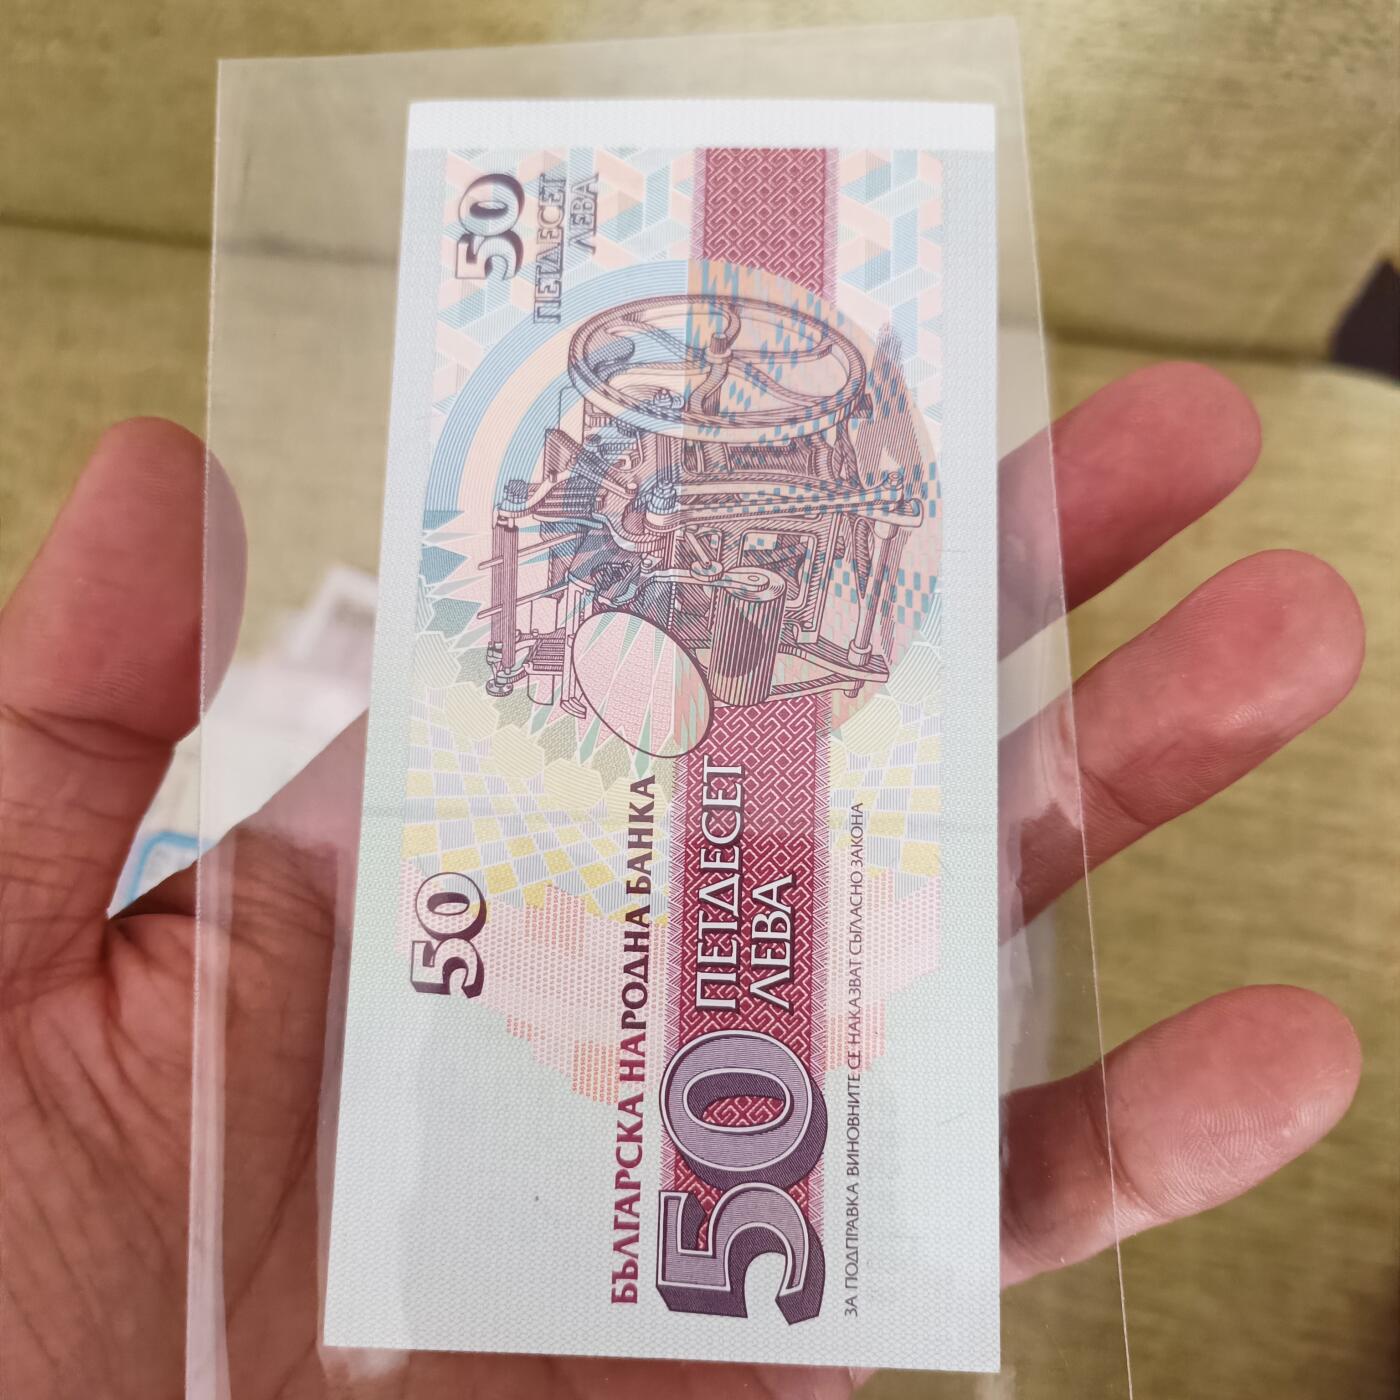 50
50
ПЕТДЕСЕТ
ЛЕВА
БЪЛГАРСКА НАРОДНА БАНКА
50
ПЕТДЕСЕТ
ЛЕВА
ЗА ПОДПРАВКА ВИНОВНИТЕ СЕ НАКАЗВАТ СЪГЛАСНО ЗАКОНА